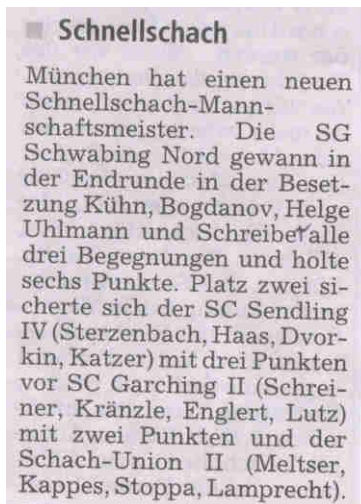 Schnellschach
München hat einen neuen
Schnellschach-Mann-
schaftsmeister. Die SG
Schwabing Nord gewann in
der Endrunde in der Beset-
zung Kühn, Bogdanov, Helge
Uhlmann und Schreiber alle
drei Begegnungen und holte
sechs Punkte. Platz zwei si-
cherte sich der SC Sendling
IV (Sterzenbach, Haas, Dvor-
kin, Katzer) mit drei Punkten
vor SC Garching II (Schrei-
ner, Kränzle, Englert, Lutz)
mit zwei Punkten und der
Schach-Union II (Meltser,
Kappes, Stoppa, Lamprecht).